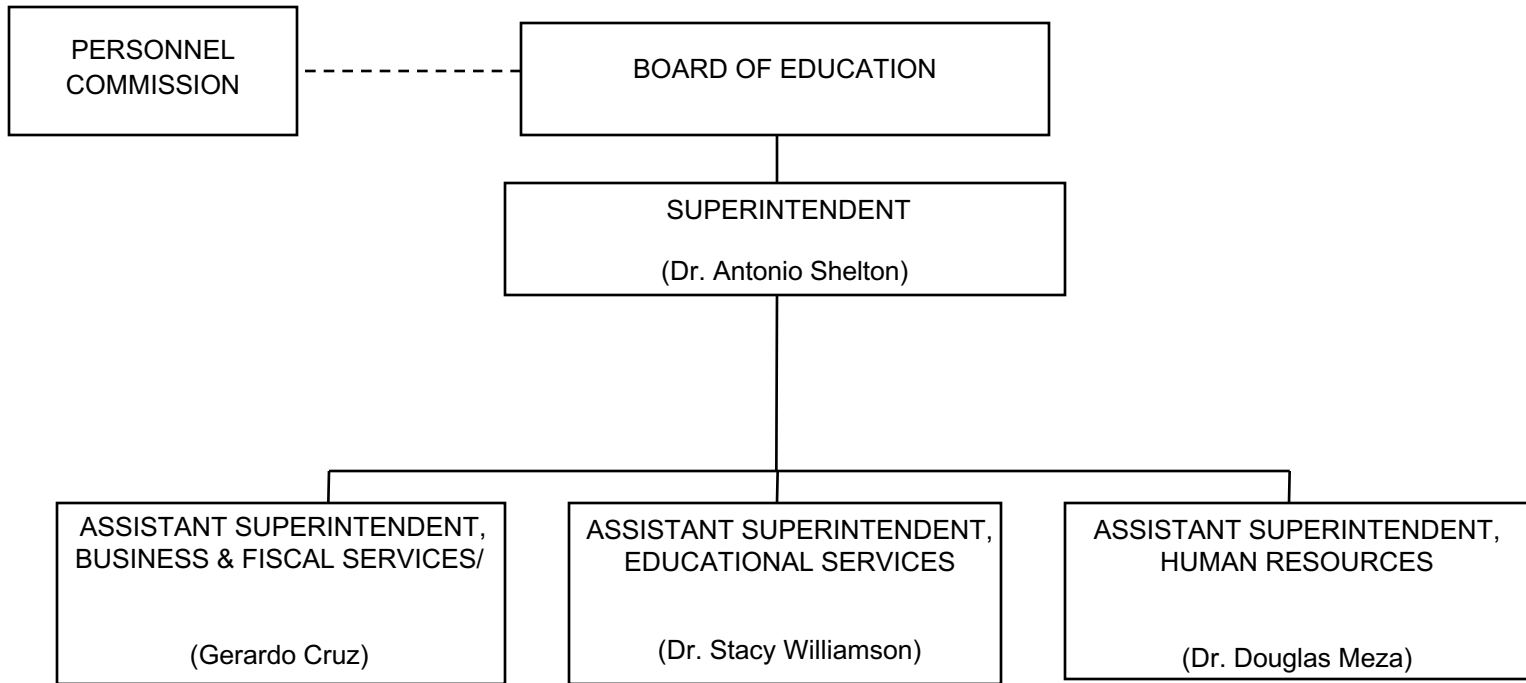 PERSONNEL
COMMISSION
BOARD OF EDUCATION
SUPERINTENDENT
(Dr. Antonio Shelton)
ASSISTANT SUPERINTENDENT,
BUSINESS & FISCAL SERVICES/
(Gerardo Cruz)
ASSISTANT SUPERINTENDENT,
EDUCATIONAL SERVICES
(Dr. Stacy Williamson)
ASSISTANT SUPERINTENDENT,
HUMAN RESOURCES
(Dr. Douglas Meza)